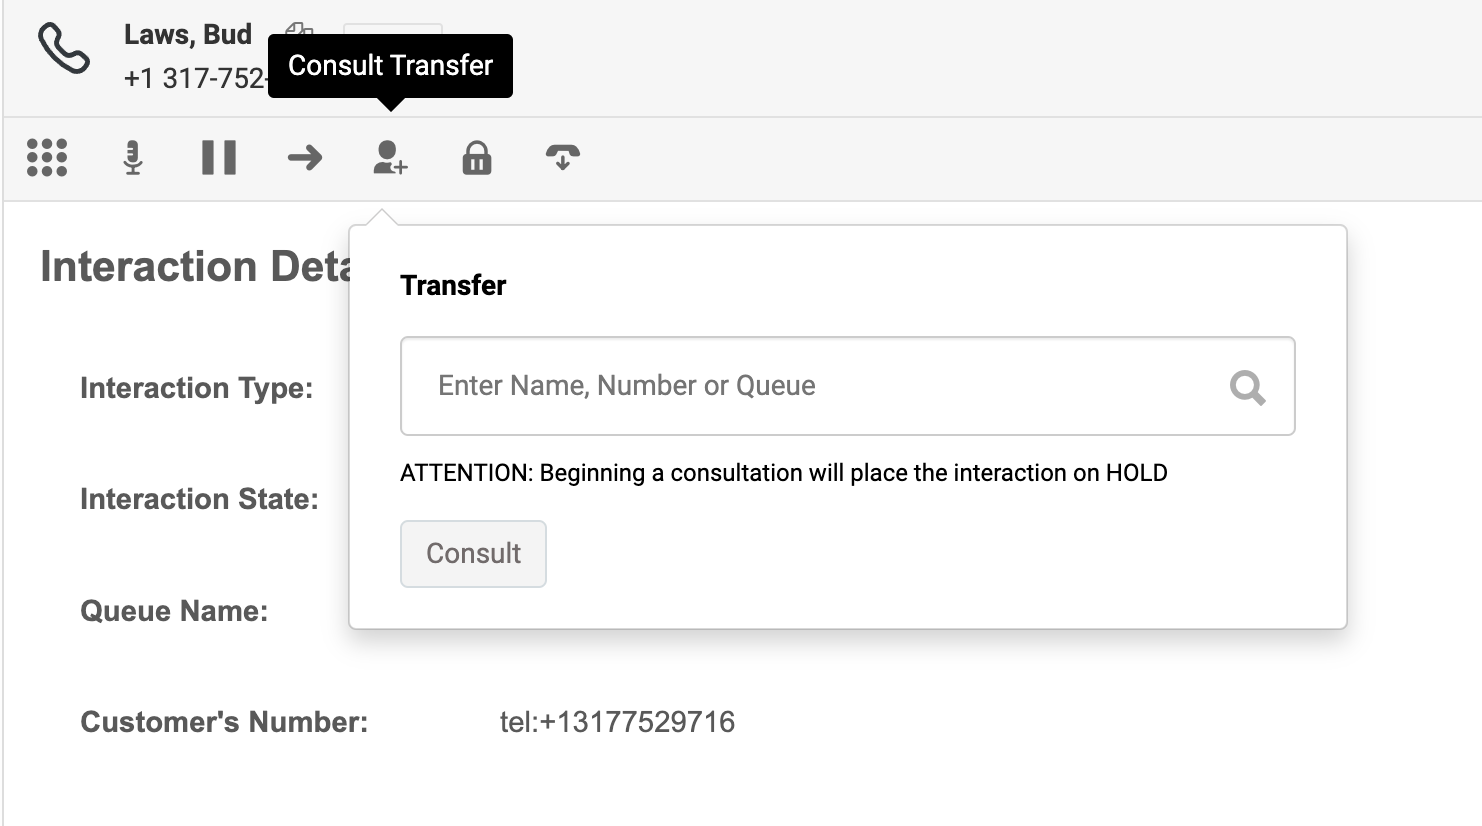 Laws, Bud
Consult Transfer
+1 317-752-
Interaction Deta
Transfer
Enter Name, Number or Queue
Interaction Type:
ATTENTION: Beginning a consultation will place the interaction on HOLD
Interaction State:
Consult
Queue Name:
Customer's Number: tel:+13177529716